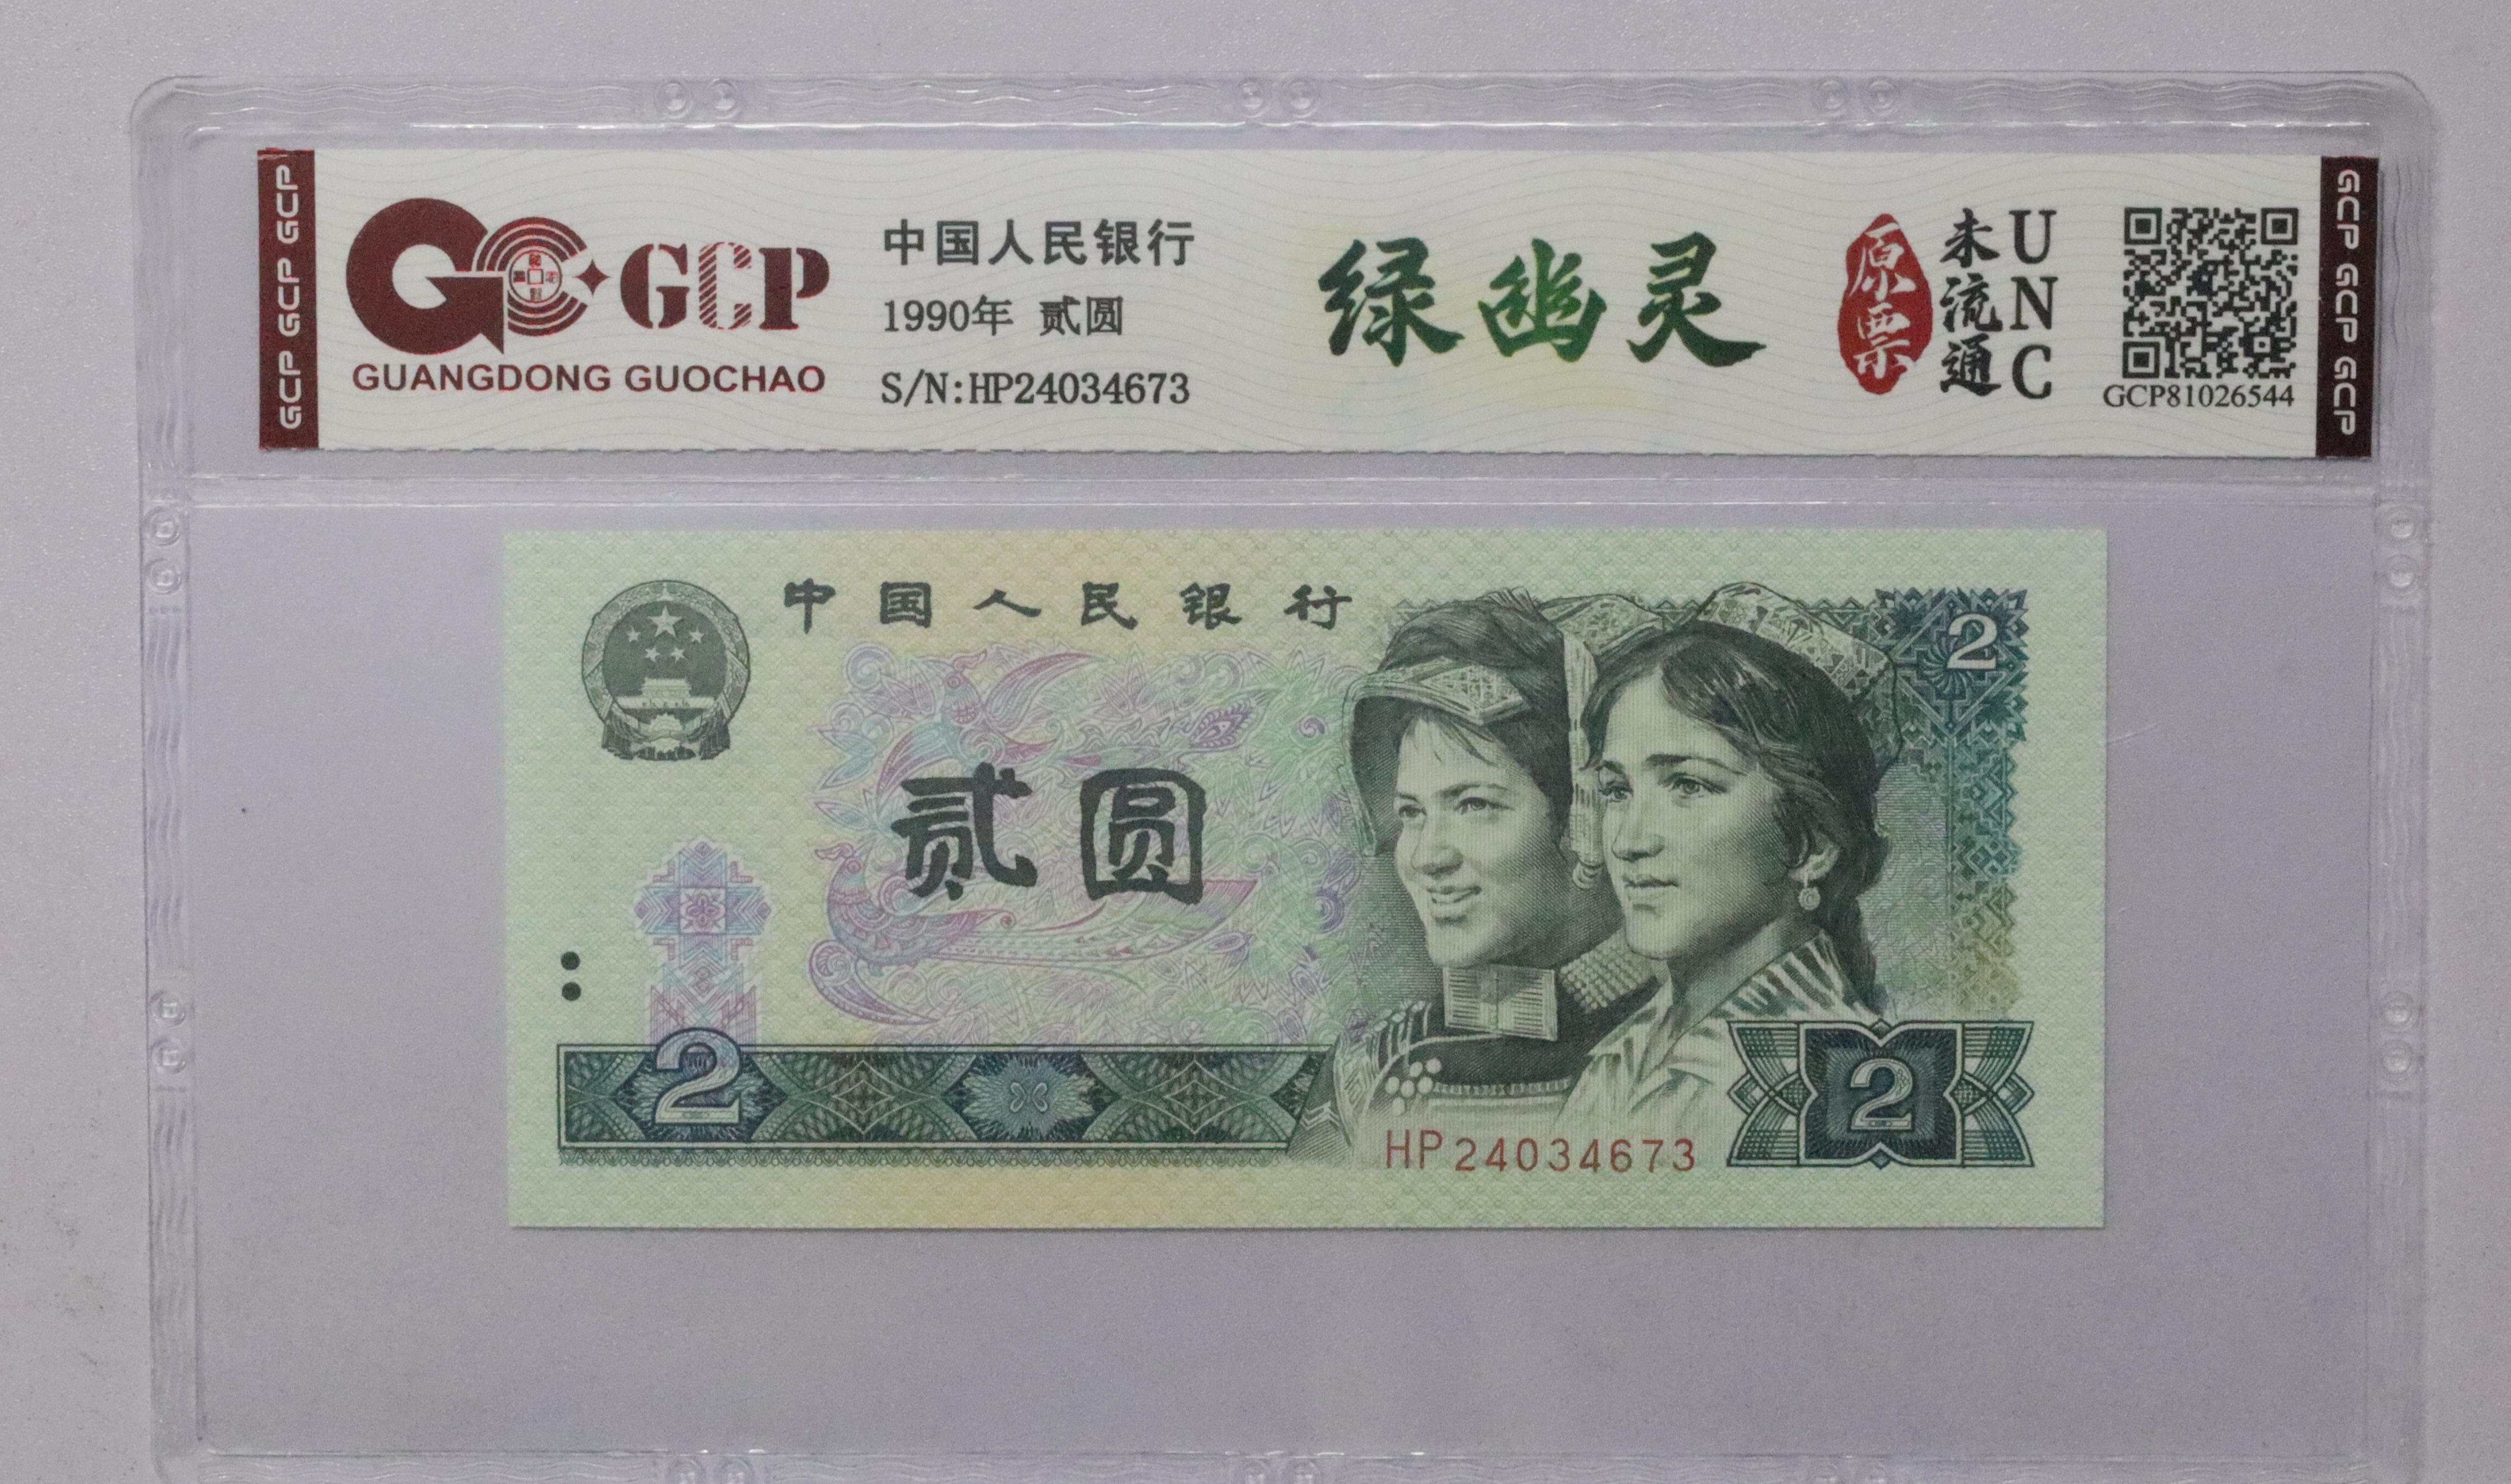 GCP GCP GCP
GCP
GUANGDONG GUOCHAO
中国人民银行
1990年 贰圆
S/N:HP24034673
绿幽灵
原票
未流通
UNC
GCP81026544
GCP GCP GCP
中国人民银行
2
贰圆
2
2
HP24034673